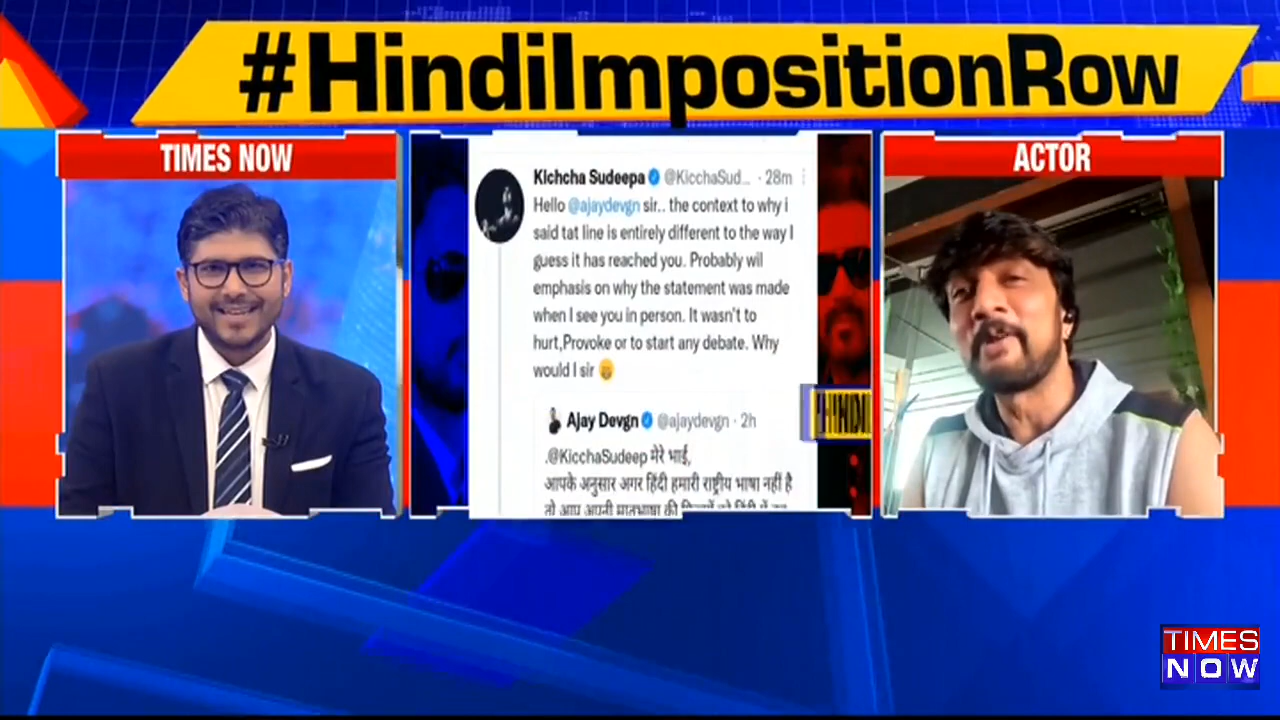 #HindiImpositionRow
TIMES NOW
ACTOR
Kichcha Sudeepa @KicchaSud... · 28m
Hello @ajaydevgn sir.. the context to why i
said tat line is entirely different to the way I
guess it has reached you. Probably wil
emphasis on why the statement was made
when I see you in person. It wasn't to
hurt,Provoke or to start any debate. Why
would I sir
Ajay Devgn @ajaydevgn · 2h
.@KicchaSudeep मेरे भाई,
आपके अनुसार अगर हिंदी हमारी राष्ट्रीय भाषा नहीं है
तो आप अपनी मातृभाषा की
TIMES
NOW